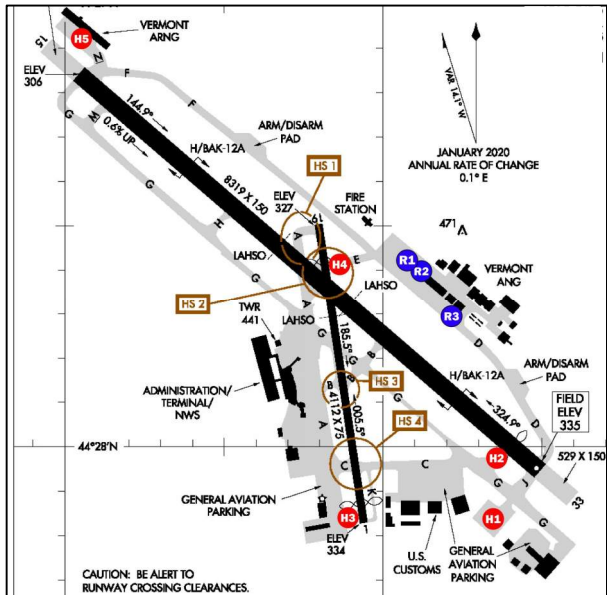 VERMONT
ARNG
H5
15
N
ELEV
306
F
F
VAR 14.1° W
144.9°
0.6% UP
G
M
H/BAK-12A
ARM/DISARM
PAD
JANUARY 2020
ANNUAL RATE OF CHANGE
0.1° E
G
HS 1
8319 X 150
ELEV
327
FIRE
STATION
19
471
H
A
R1
R2
LAHSO
H4
E
VERMONT
ANG
G
HS 2
LAHSO
R3
TWR
441
A
LAHSO
G
185.5°
D
G
B
ARM/DISARM
PAD
H/BAK-12A
HS 3
B
ADMINISTRATION/
TERMINAL/
NWS
4112 X 75
005.5°
324.9°
FIELD
ELEV
335
A
HS 4
D
44°28'N
H2
529 X 150
C
C
J
G
GENERAL AVIATION
PARKING
K
33
H3
H1
G
1
ELEV
334
U.S.
CUSTOMS
GENERAL
AVIATION
PARKING
CAUTION: BE ALERT TO
RUNWAY CROSSING CLEARANCES.